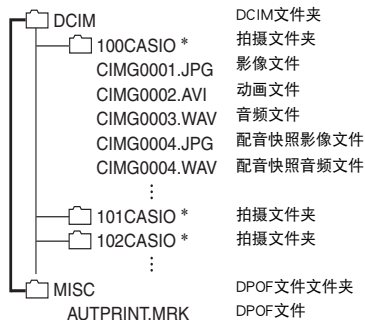 DCIM DCIM文件夹
100CASIO * 拍摄文件夹
CIMG0001.JPG 影像文件
CIMG0002.AVI 动画文件
CIMG0003.WAV 音频文件
CIMG0004.JPG 配音快照影像文件
CIMG0004.WAV 配音快照音频文件
⋮
101CASIO * 拍摄文件夹
102CASIO * 拍摄文件夹
⋮
MISC DPOF文件文件夹
AUTPRINT.MRK DPOF文件